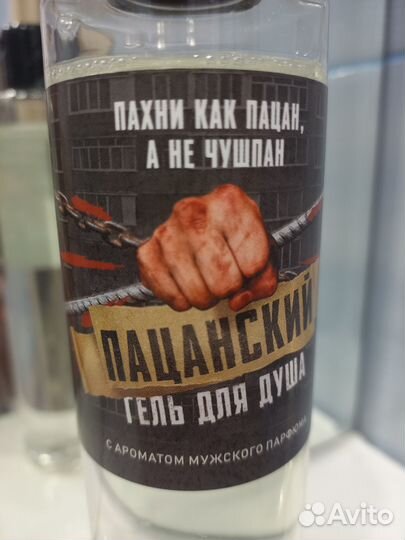 ПАХНИ КАК ПАЦАН,
А НЕ ЧУШПАН
ПАЦАНСКИЙ
ГЕЛЬ ДЛЯ ДУША
С АРОМАТОМ МУЖСКОГО ПАРФЮМА
Avito